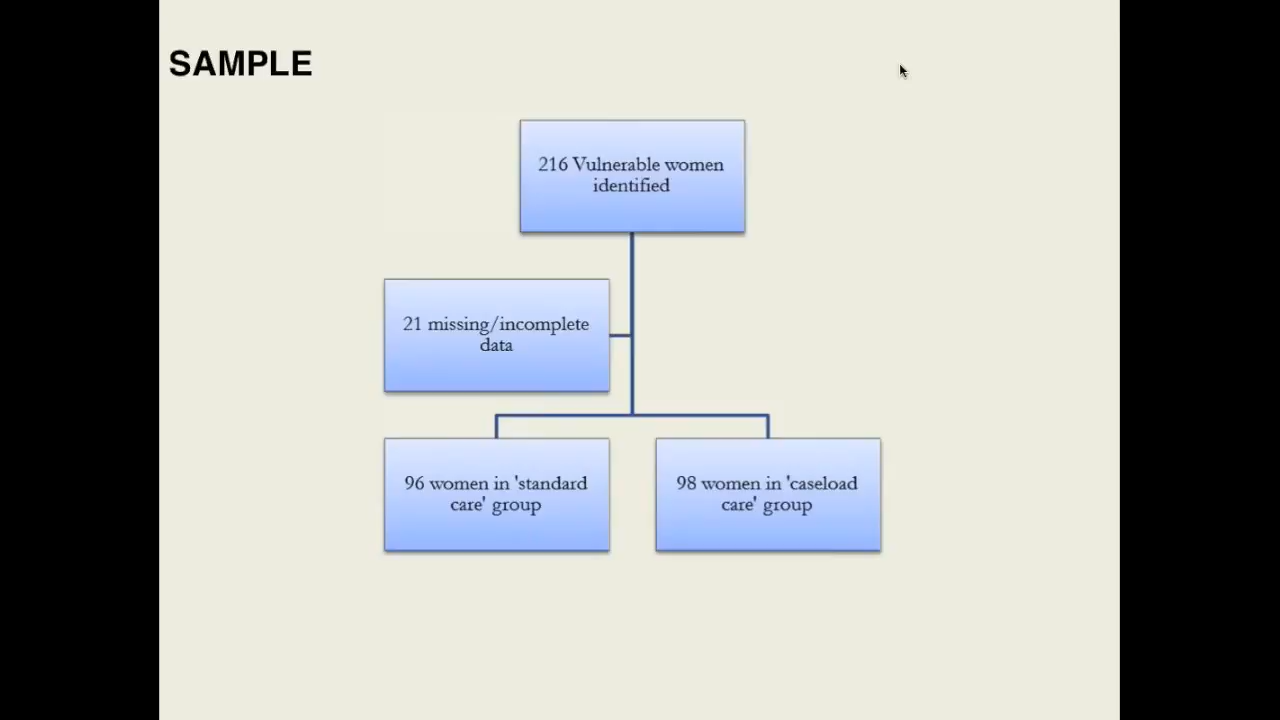 SAMPLE
216 Vulnerable women
identified
21 missing/incomplete
data
96 women in 'standard
care' group
98 women in 'caseload
care' group